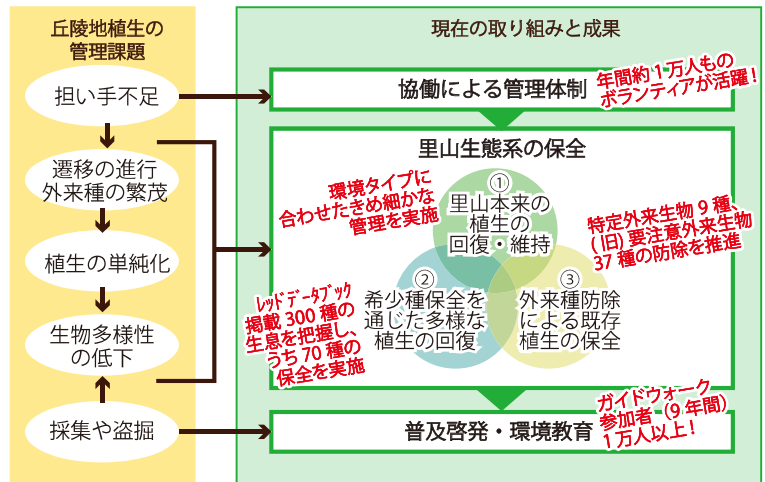 丘陵地植生の
管理課題
担い手不足
遷移の進行
外来種の繁茂
植生の単純化
生物多様性
の低下
採集や盗掘
現在の取り組みと成果
協働による管理体制
年間約1万人もの
ボランティアが活躍！
里山生態系の保全
環境タイプに
合わせたきめ細かな
管理を実施
①
里山本来の
植生の
回復・維持
特定外来生物9種、
(旧)要注意外来生物
37種の防除を推進
②
希少種保全を
通じた多様な
植生の回復
③
外来種防除
による既存
植生の保全
レッドデータブック
掲載300種の
生息を把握し、
うち70種の
保全を実施
普及啓発・環境教育
ガイドウォーク
参加者（9年間）
1万人以上！